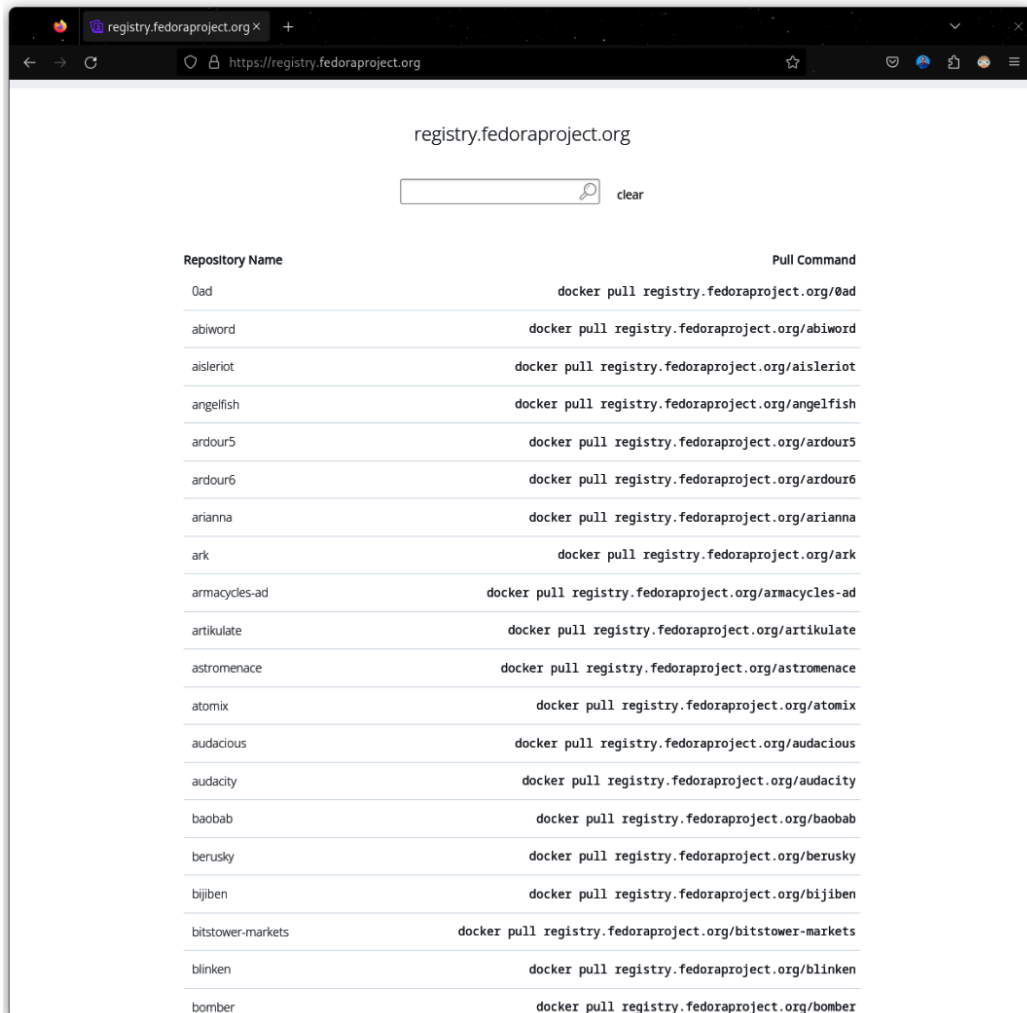 registry.fedoraproject.org
https://registry.fedoraproject.org
registry.fedoraproject.org
clear
Repository Name Pull Command
0ad docker pull registry.fedoraproject.org/0ad
abiword docker pull registry.fedoraproject.org/abiword
aisleriot docker pull registry.fedoraproject.org/aisleriot
angelfish docker pull registry.fedoraproject.org/angelfish
ardour5 docker pull registry.fedoraproject.org/ardour5
ardour6 docker pull registry.fedoraproject.org/ardour6
arianna docker pull registry.fedoraproject.org/arianna
ark docker pull registry.fedoraproject.org/ark
armacycles-ad docker pull registry.fedoraproject.org/armacycles-ad
artikulate docker pull registry.fedoraproject.org/artikulate
astromenace docker pull registry.fedoraproject.org/astromenace
atomix docker pull registry.fedoraproject.org/atomix
audacious docker pull registry.fedoraproject.org/audacious
audacity docker pull registry.fedoraproject.org/audacity
baobab docker pull registry.fedoraproject.org/baobab
berusky docker pull registry.fedoraproject.org/berusky
bijiben docker pull registry.fedoraproject.org/bijiben
bitstower-markets docker pull registry.fedoraproject.org/bitstower-markets
blinken docker pull registry.fedoraproject.org/blinken
bomber docker pull registry.fedoraproject.org/bomber